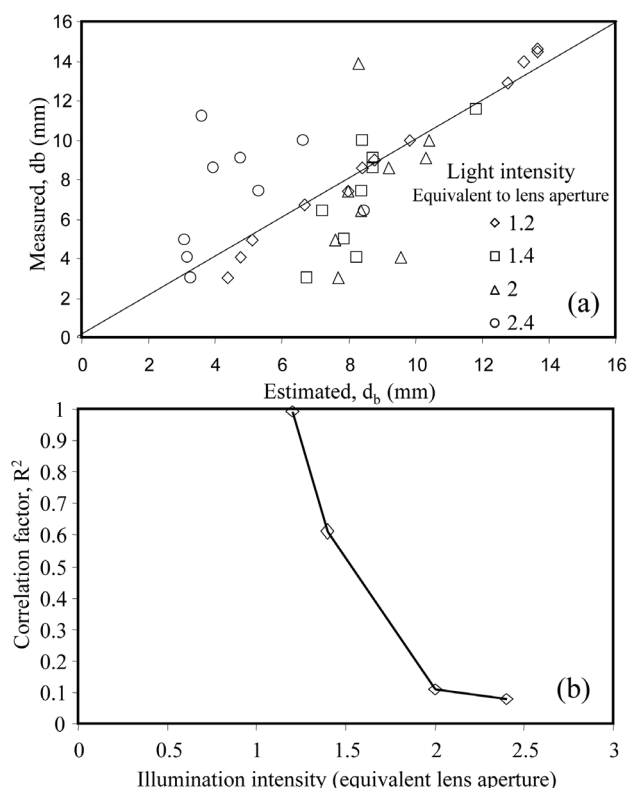 16
14
12
10
8
6
4
2
0
Measured, db (mm)
Light intensity
Equivalent to lens aperture
1.2
1.4
2
2.4
(a)
0 2 4 6 8 10 12 14 16
Estimated, d_b (mm)
1
0.9
0.8
0.7
0.6
0.5
0.4
0.3
0.2
0.1
0
Correlation factor, R²
(b)
0 0.5 1 1.5 2 2.5 3
Illumination intensity (equivalent lens aperture)